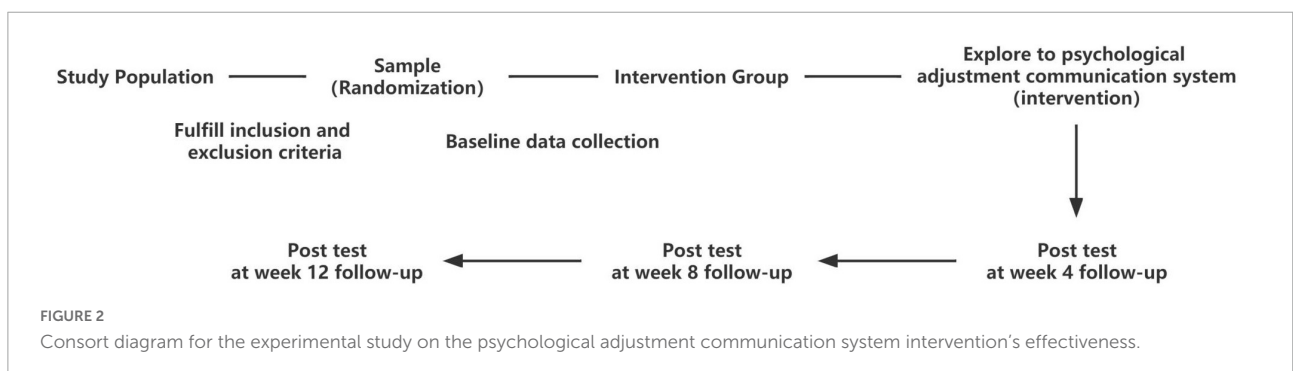 Study Population
Sample
(Randomization)
Intervention Group
Explore to psychological
adjustment communication system
(intervention)
Fulfill inclusion and
exclusion criteria
Baseline data collection
Post test
at week 12 follow-up
Post test
at week 8 follow-up
Post test
at week 4 follow-up
FIGURE 2
Consort diagram for the experimental study on the psychological adjustment communication system intervention’s effectiveness.